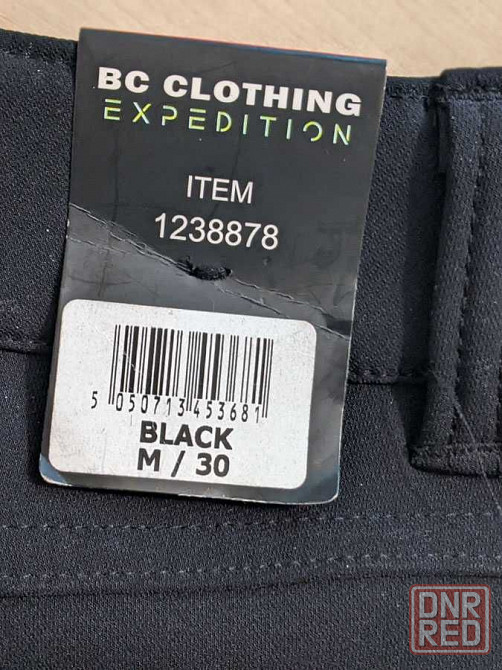 BC CLOTHING
EXPEDITION
ITEM
1238878
5 050713 453681
BLACK
M / 30
DNR
RED